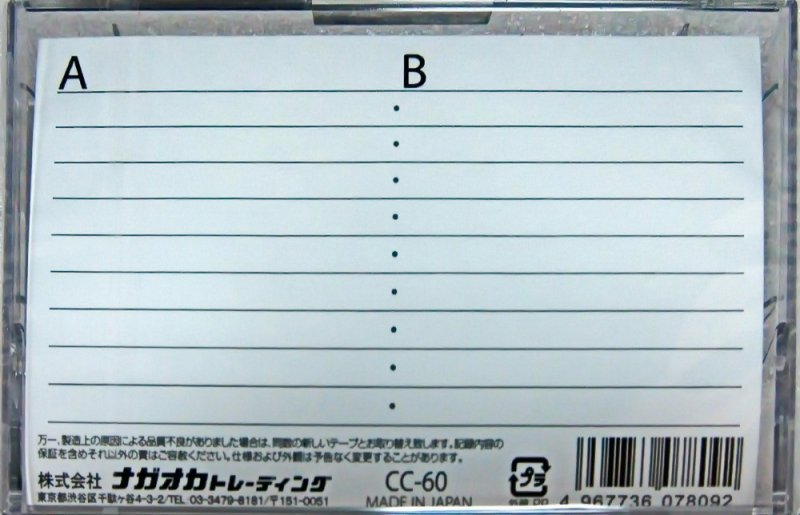 A
B
万一、製造上の原因による品質不良がありました場合は、同数の新しいテープとお取り替え致します。記録内容の
保証を含めそれ以外の責はご容赦ください。仕様および外観は予告なく変更することがあります。
株式会社 ナガオカトレーディング
東京都渋谷区千駄ヶ谷4-3-2/TEL 03-3479-8181/〒151-0051
CC-60
MADE IN JAPAN
プラ
外装 PP
4 967736 078092